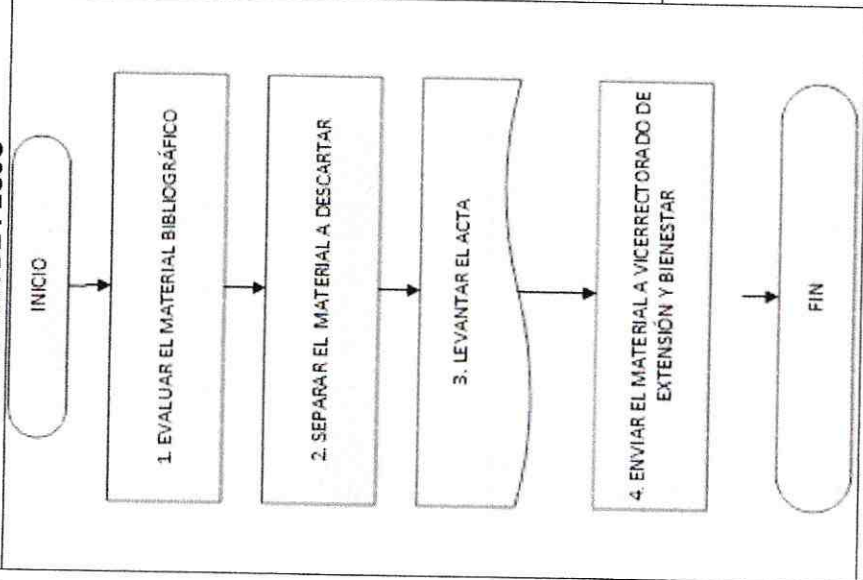 INICIO
1. EVALUAR EL MATERIAL BIBLIOGRÁFICO
2. SEPARAR EL MATERIAL A DESCARTAR
3. LEVANTAR EL ACTA
4. ENVIAR EL MATERIAL A VICERRECTORADO DE
EXTENSIÓN Y BIENESTAR
FIN